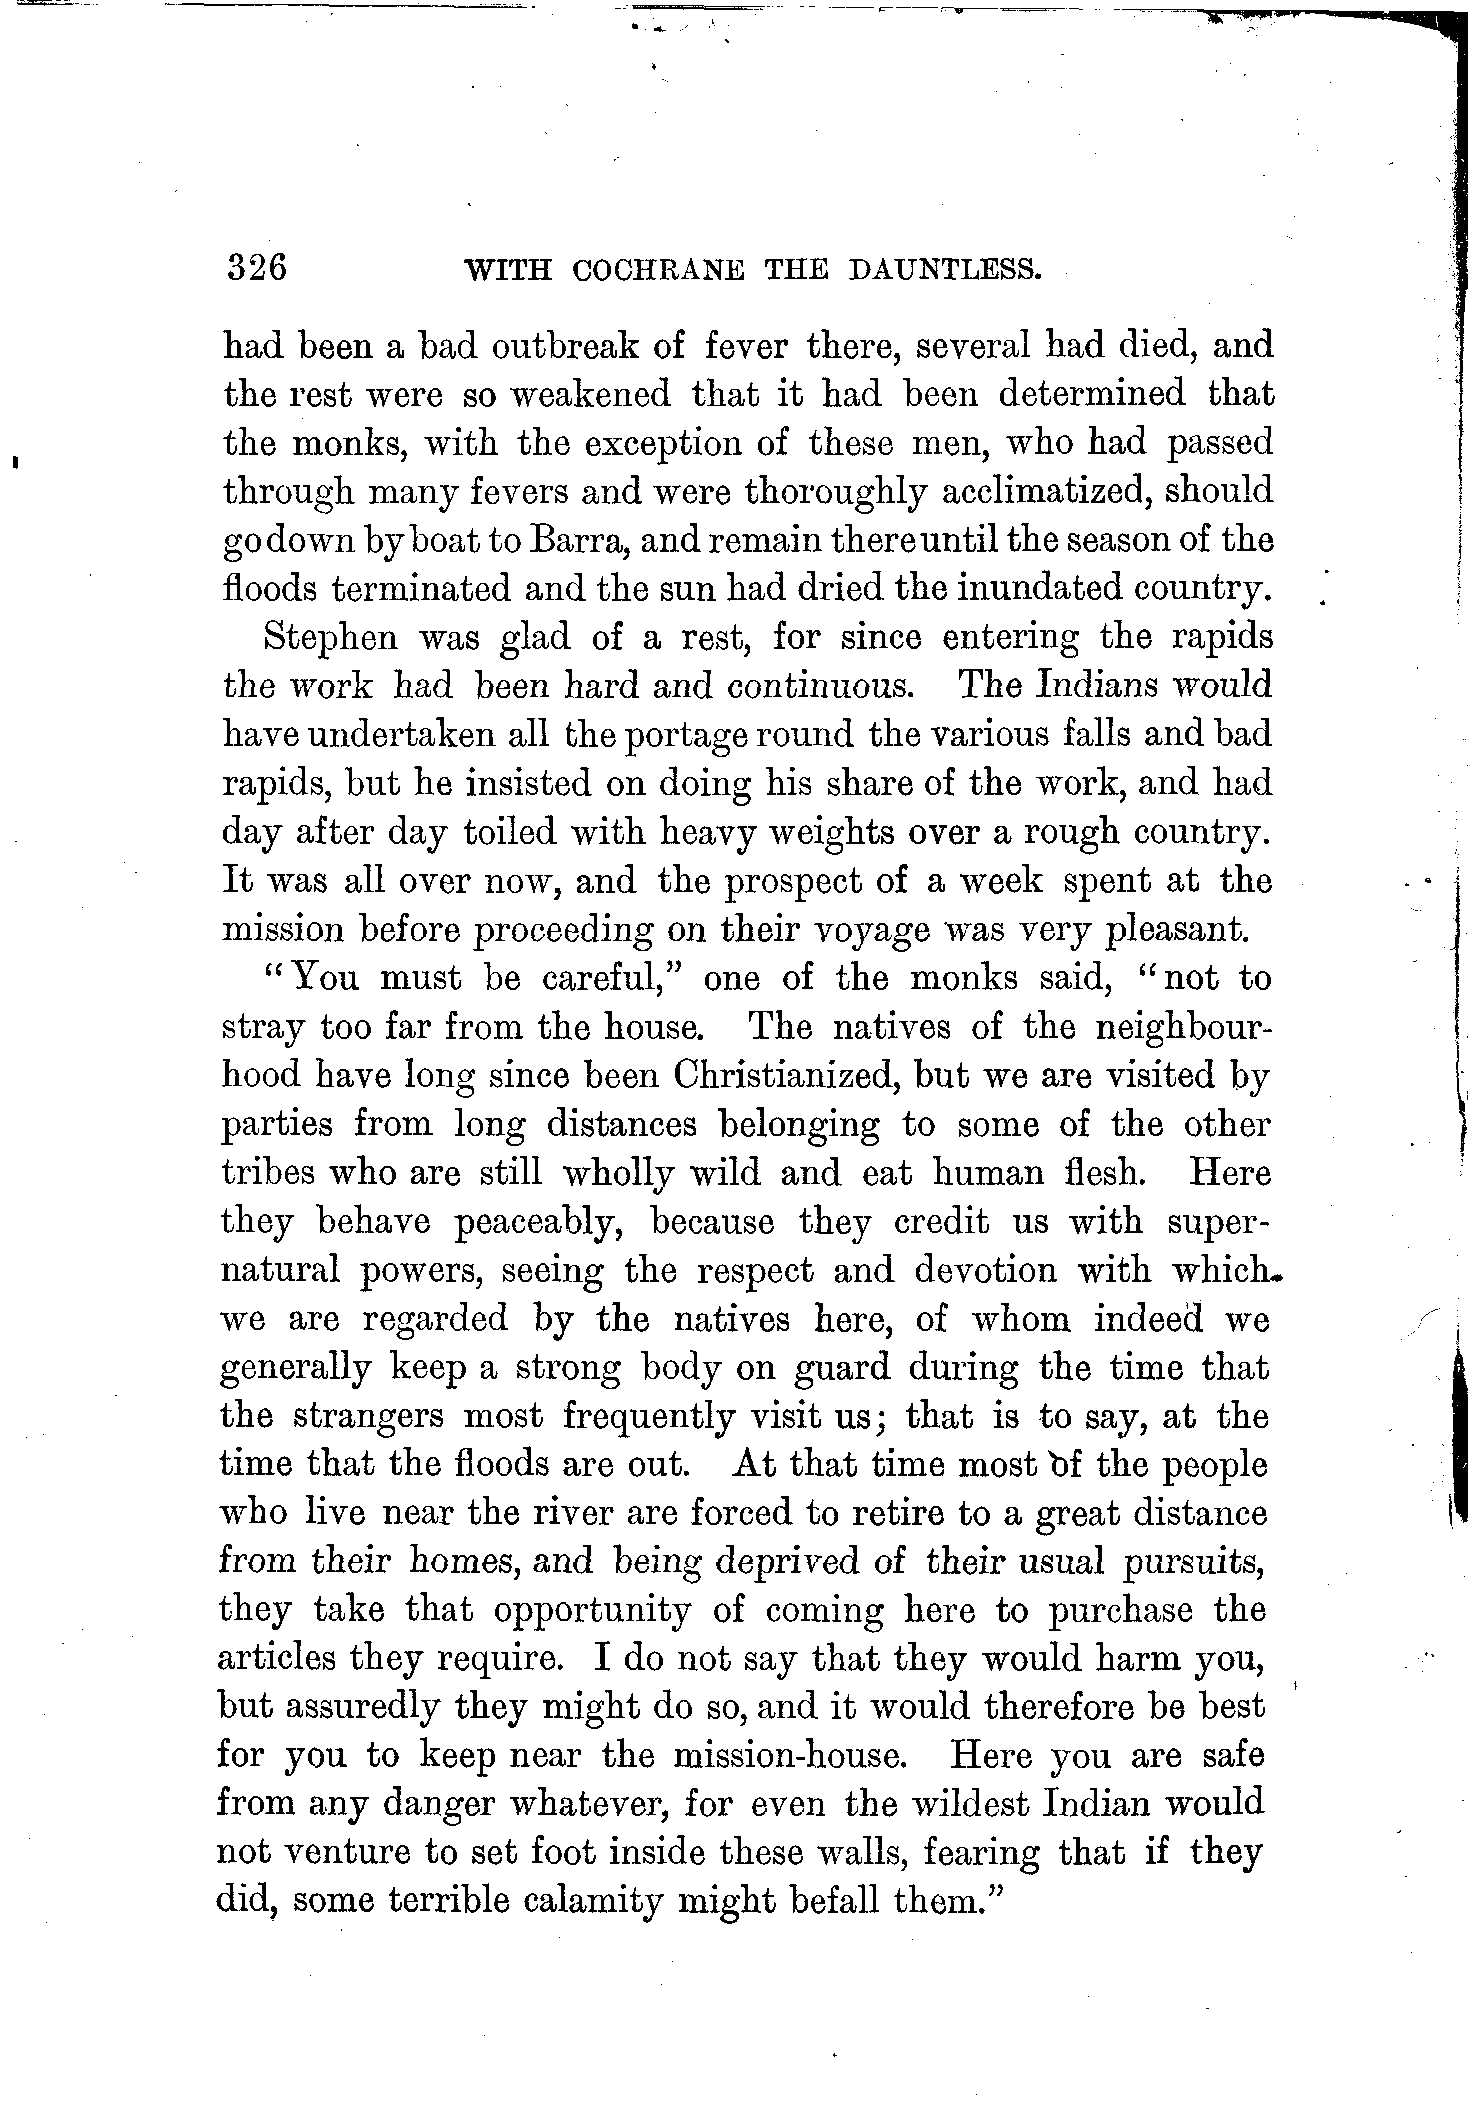 326 WITH COCHRANE THE DAUNTLESS.
had been a bad outbreak of fever there, several had died, and
the rest were so weakened that it had been determined that
the monks, with the exception of these men, who had passed
through many fevers and were thoroughly acclimatized, should
go down by boat to Barra, and remain there until the season of the
floods terminated and the sun had dried the inundated country.
Stephen was glad of a rest, for since entering the rapids
the work had been hard and continuous. The Indians would
have undertaken all the portage round the various falls and bad
rapids, but he insisted on doing his share of the work, and had
day after day toiled with heavy weights over a rough country.
It was all over now, and the prospect of a week spent at the
mission before proceeding on their voyage was very pleasant.
“You must be careful,” one of the monks said, “not to
stray too far from the house. The natives of the neighbour-
hood have long since been Christianized, but we are visited by
parties from long distances belonging to some of the other
tribes who are still wholly wild and eat human flesh. Here
they behave peaceably, because they credit us with super-
natural powers, seeing the respect and devotion with which
we are regarded by the natives here, of whom indeed we
generally keep a strong body on guard during the time that
the strangers most frequently visit us; that is to say, at the
time that the floods are out. At that time most of the people
who live near the river are forced to retire to a great distance
from their homes, and being deprived of their usual pursuits,
they take that opportunity of coming here to purchase the
articles they require. I do not say that they would harm you,
but assuredly they might do so, and it would therefore be best
for you to keep near the mission-house. Here you are safe
from any danger whatever, for even the wildest Indian would
not venture to set foot inside these walls, fearing that if they
did, some terrible calamity might befall them.”